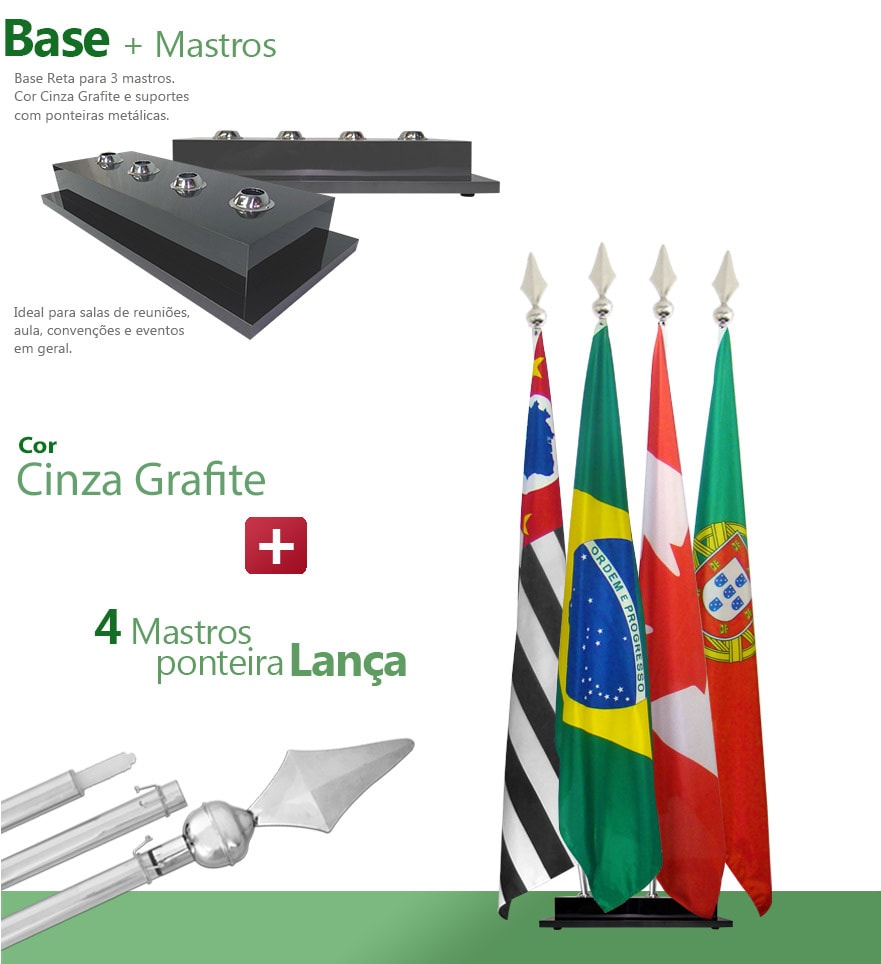 Base + Mastros
Base Reta para 3 mastros.
Cor Cinza Grafite e suportes
com ponteiras metálicas.
Ideal para salas de reuniões,
aula, convenções e eventos
em geral.
Cor
Cinza Grafite
4 Mastros
ponteira Lança
ORDEM E PROGRESSO